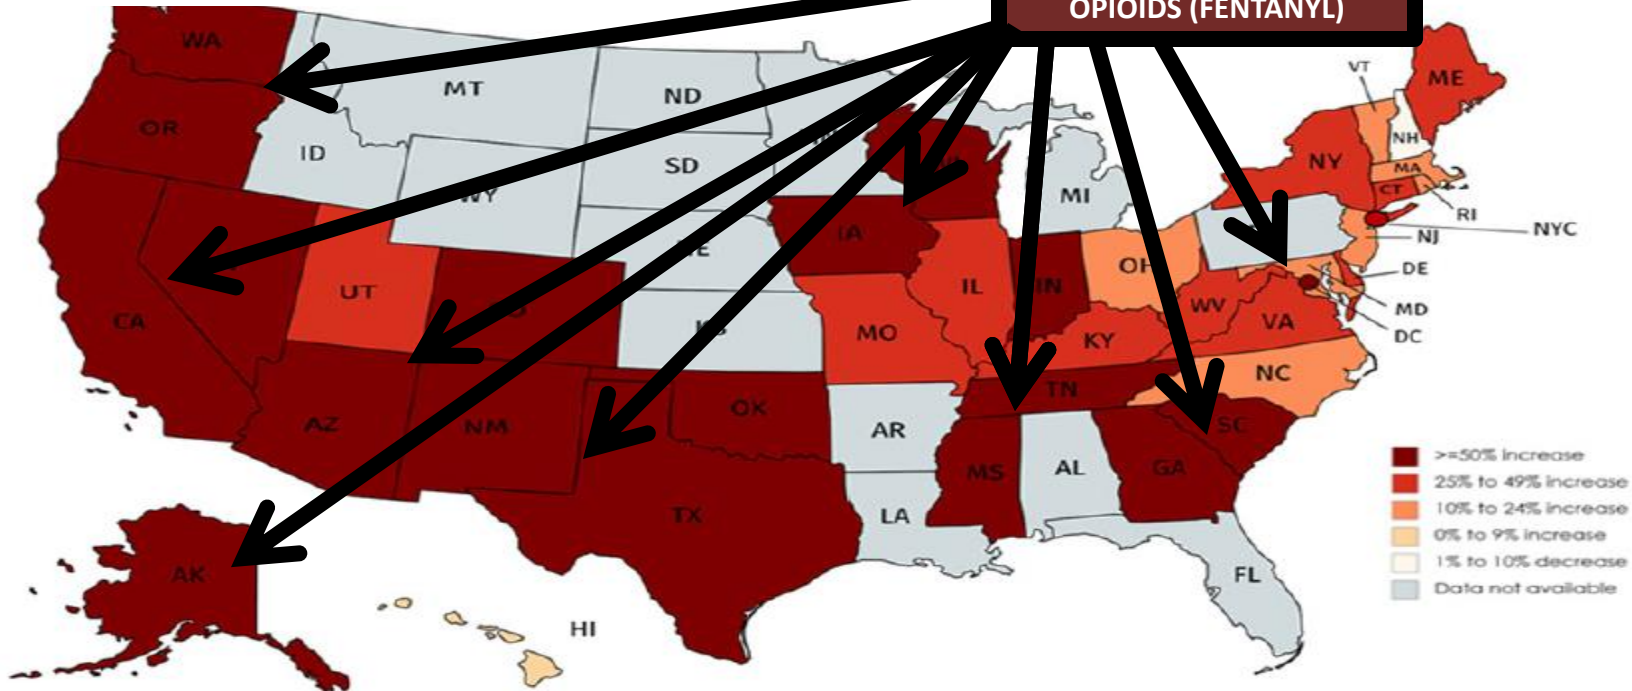 OPIOIDS (FENTANYL)
WA
MT
ND
VT
ME
OR
ID
SD
NH
NY
MA
CT
WY
MI
RI
NYC
NJ
IA
OH
DE
UT
IL
IN
WV
MD
CA
VA
DC
MO
KY
NC
TN
AZ
NM
OK
AR
SC
MS
AL
GA
TX
LA
AK
FL
HI
>=50% increase
25% to 49% increase
10% to 24% increase
0% to 9% increase
1% to 10% decrease
Data not available